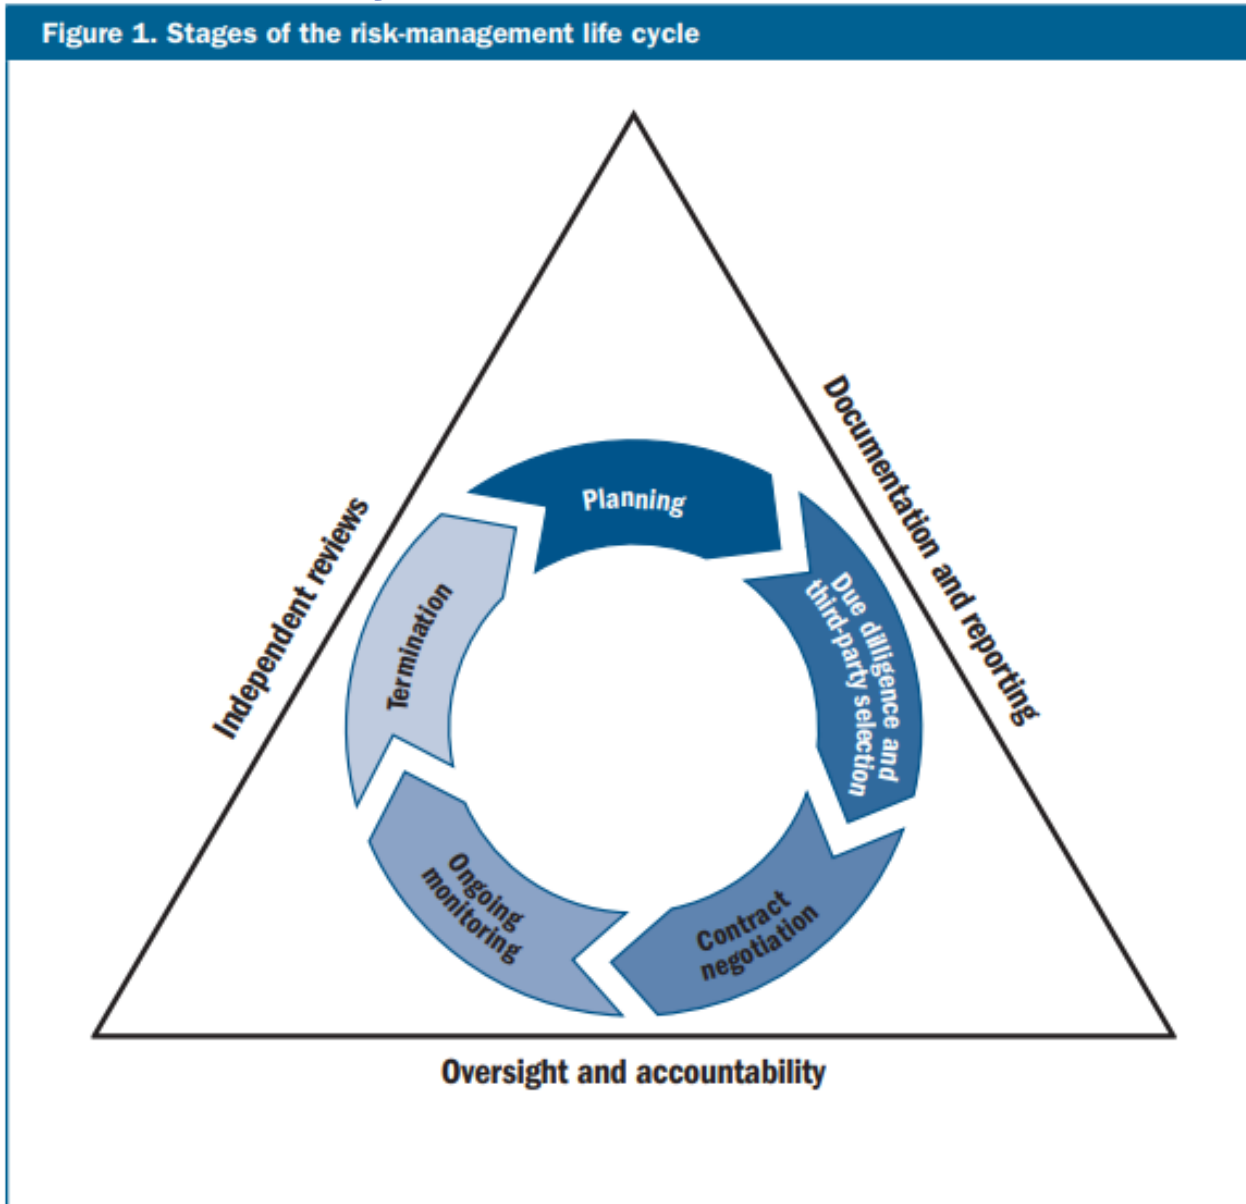 Figure 1. Stages of the risk-management life cycle
Independent reviews
Documentation and reporting
Planning
Due diligence and
third-party selection
Contract
negotiation
Ongoing
monitoring
Termination
Oversight and accountability